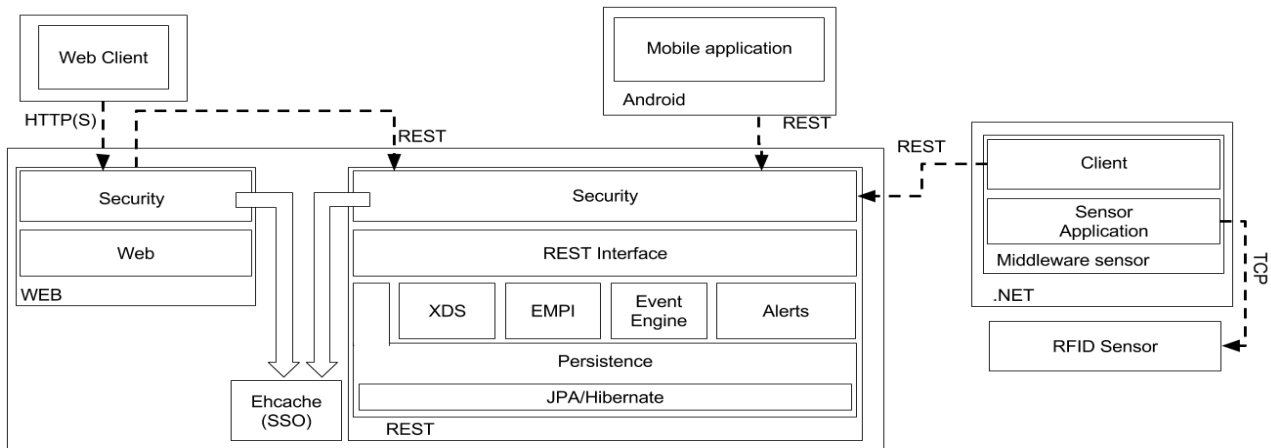 Web Client
Mobile application
Android
HTTP(S)
REST
REST
REST
Client
Sensor
Application
Middleware sensor
.NET
TCP
RFID Sensor
Security
Web
WEB
Security
REST Interface
XDS
EMPI
Event
Engine
Alerts
Persistence
JPA/Hibernate
REST
Ehcache
(SSO)